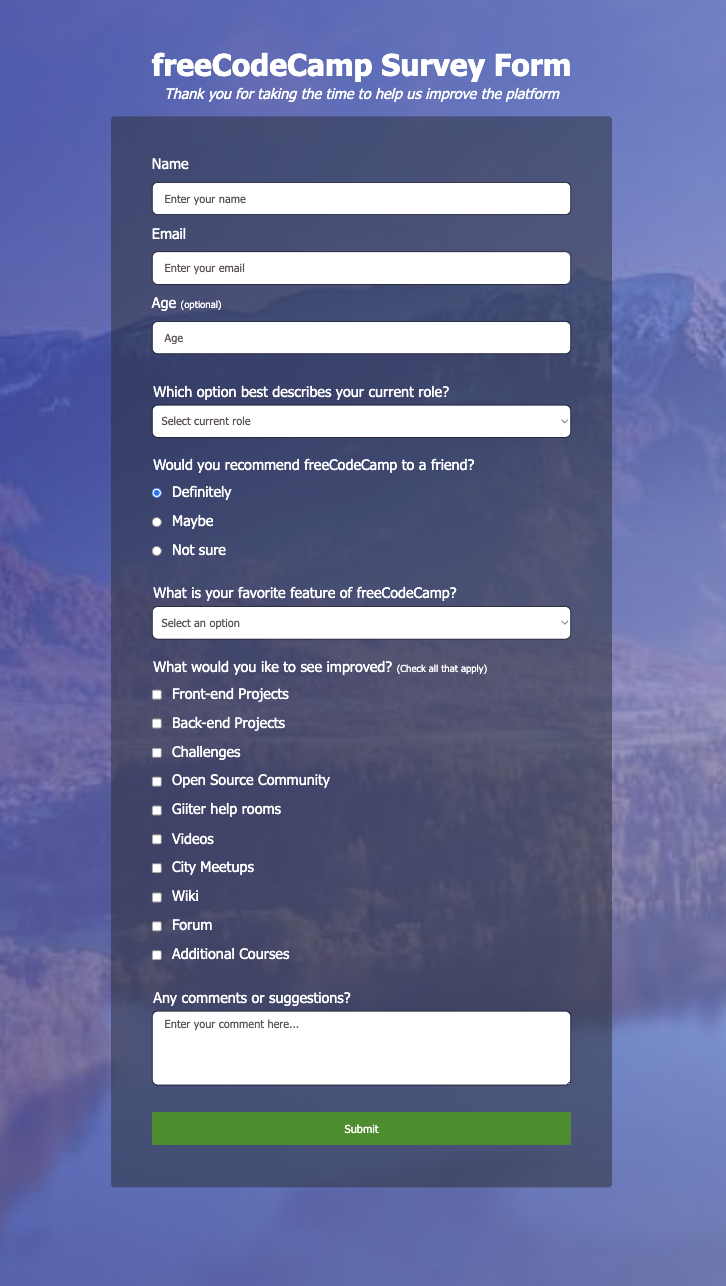 freeCodeCamp Survey Form
Thank you for taking the time to help us improve the platform
Name
Enter your name
Email
Enter your email
Age (optional)
Age
Which option best describes your current role?
Select current role
Would you recommend freeCodeCamp to a friend?
Definitely
Maybe
Not sure
What is your favorite feature of freeCodeCamp?
Select an option
What would you ike to see improved? (Check all that apply)
Front-end Projects
Back-end Projects
Challenges
Open Source Community
Giiter help rooms
Videos
City Meetups
Wiki
Forum
Additional Courses
Any comments or suggestions?
Enter your comment here...
Submit